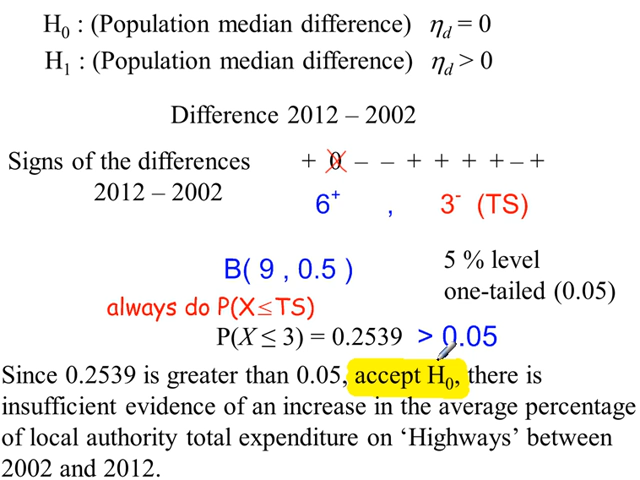 H₀ : (Population median difference) η_d = 0
H₁ : (Population median difference) η_d > 0
Difference 2012 – 2002
Signs of the differences + 0 – – + + + + – +
2012 – 2002
6⁺ , 3⁻ (TS)
B( 9 , 0.5 )
5 % level
one-tailed (0.05)
always do P(X≤TS)
P(X ≤ 3) = 0.2539 > 0.05
Since 0.2539 is greater than 0.05, accept H₀, there is
insufficient evidence of an increase in the average percentage
of local authority total expenditure on ‘Highways’ between
2002 and 2012.